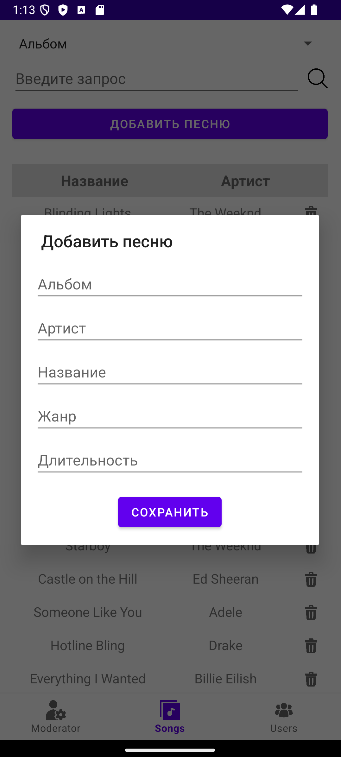 1:13
Альбом
Введите запрос
ДОБАВИТЬ ПЕСНЮ
Название Артист
Blinding Lights The Weeknd
Добавить песню
Альбом
Артист
Название
Жанр
Длительность
СОХРАНИТЬ
Starboy The Weeknd
Castle on the Hill Ed Sheeran
Someone Like You Adele
Hotline Bling Drake
Everything I Wanted Billie Eilish
Moderator Songs Users